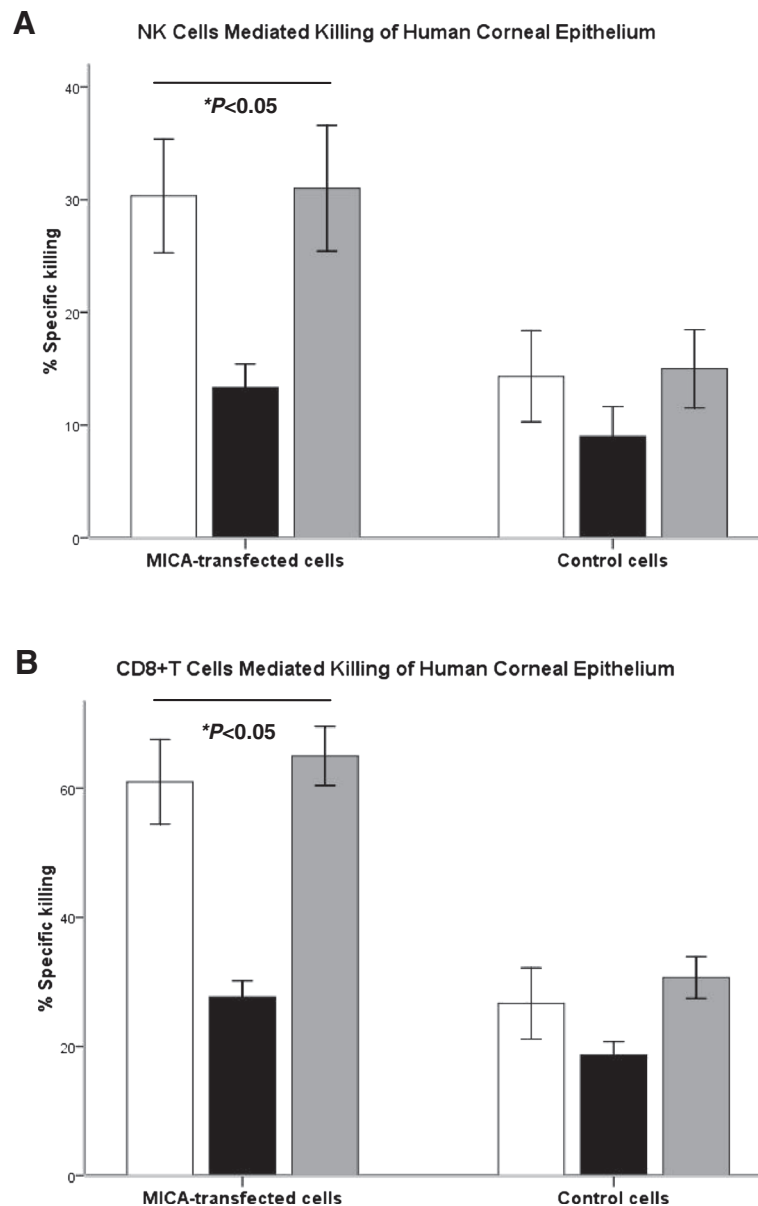 A
NK Cells Mediated Killing of Human Corneal Epithelium
*P<0.05
% Specific killing
40
30
20
10
0
MICA-transfected cells
Control cells
B
CD8+T Cells Mediated Killing of Human Corneal Epithelium
*P<0.05
% Specific killing
60
40
20
0
MICA-transfected cells
Control cells